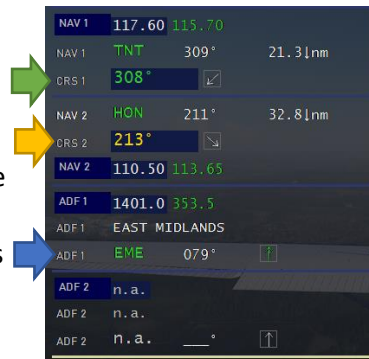 NAV 1 117.60 115.70
NAV 1 TNT 309° 21.3↓nm
CRS 1 308° ↙
NAV 2 HON 211° 32.8↓nm
CRS 2 213° ↘
e
NAV 2 110.50 113.65
ADF 1 1401.0 353.5
ADF 1 EAST MIDLANDS
s
ADF 1 EME 079° ↑
ADF 2 n.a.
ADF 2 n.a.
ADF 2 n.a. ___° ↑